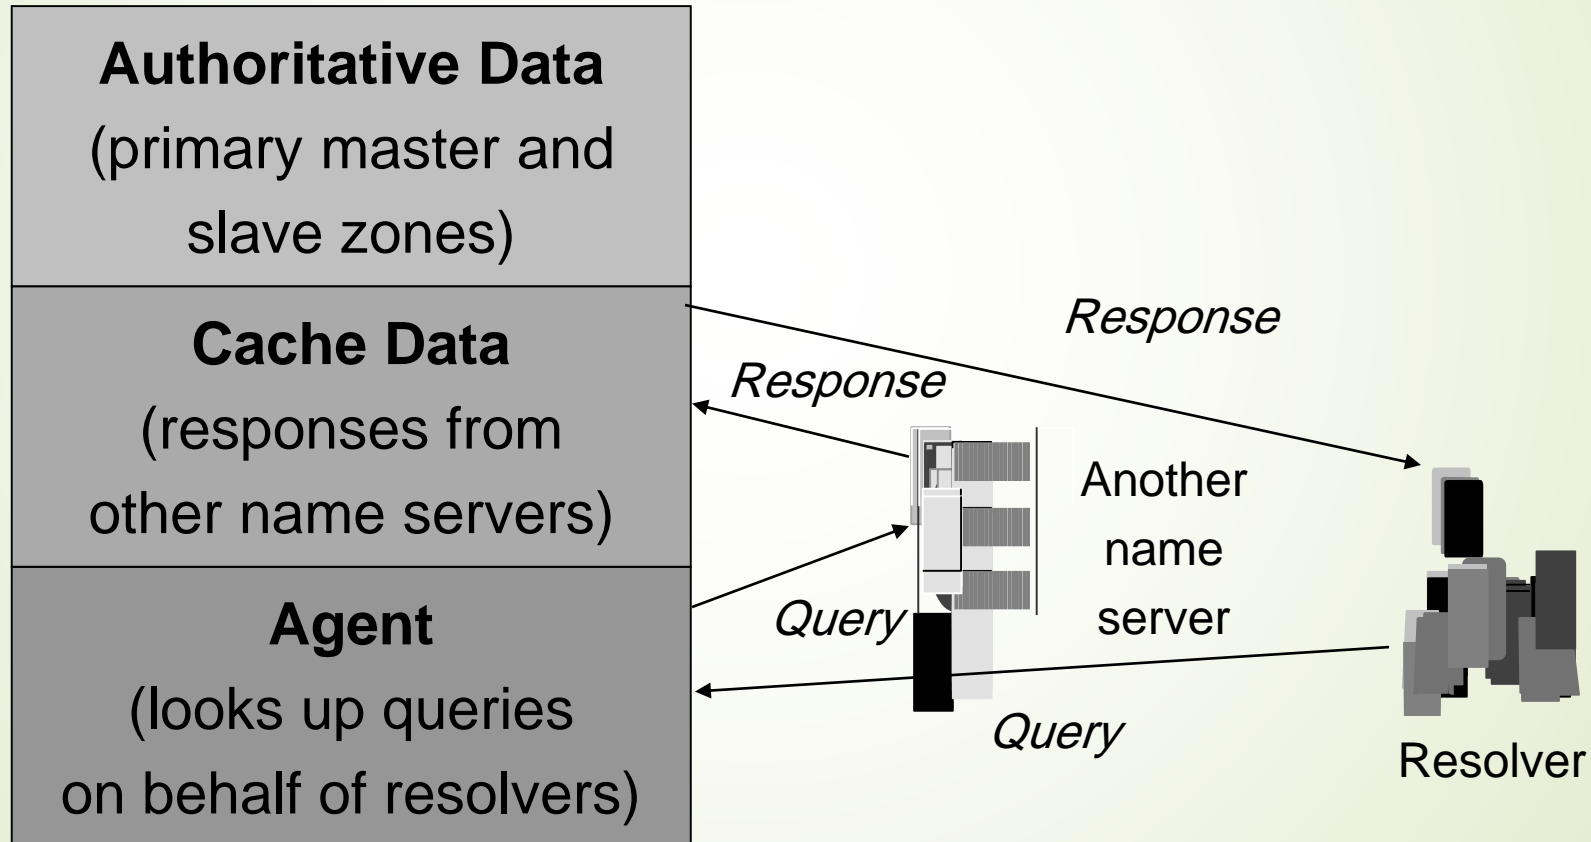 Authoritative Data
(primary master and
slave zones)
Cache Data
(responses from
other name servers)
Agent
(looks up queries
on behalf of resolvers)
Response
Response
Another
name
server
Query
Query
Resolver